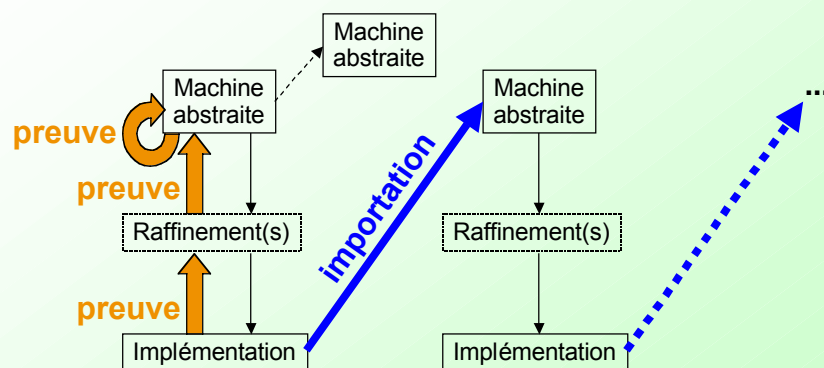 Machine
abstraite
Machine
abstraite
preuve
preuve
Raffinement(s)
preuve
Implémentation
importation
Machine
abstraite
Raffinement(s)
Implémentation
...